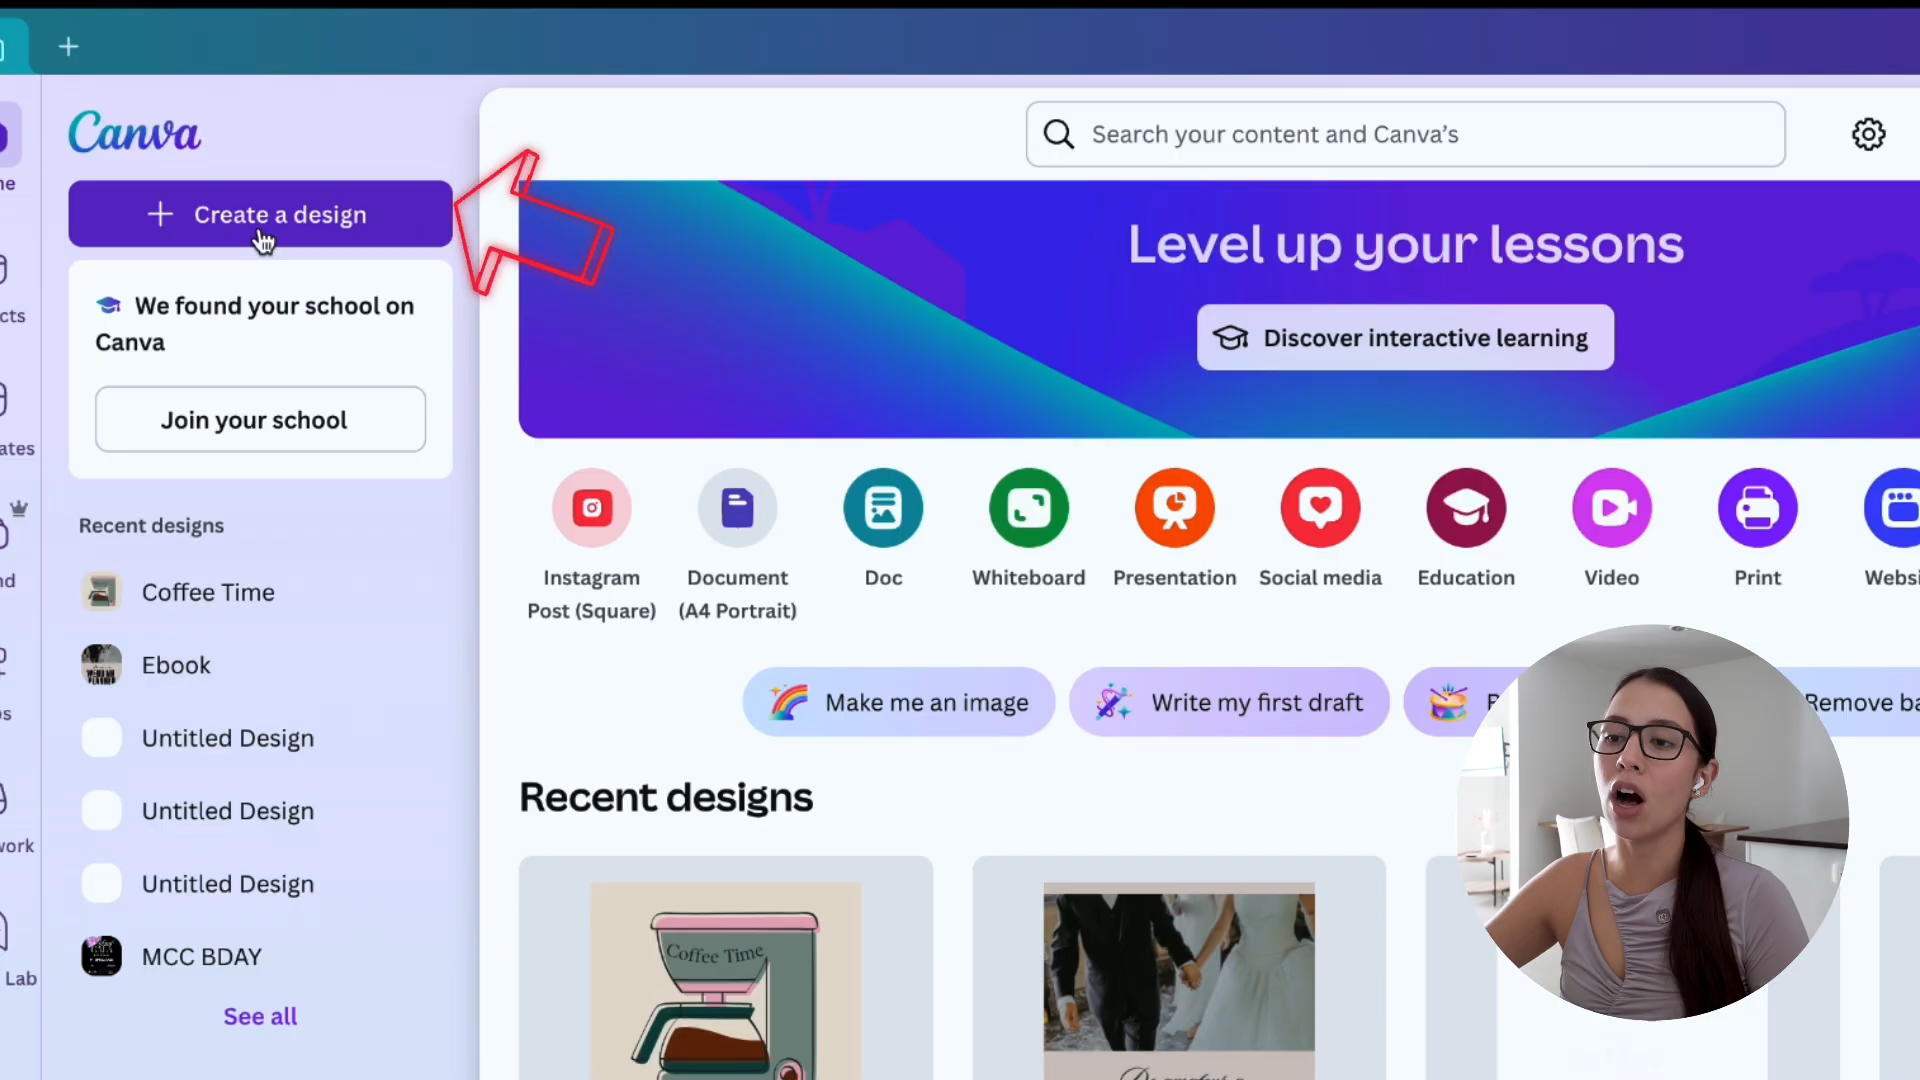 Canva
Search your content and Canva's
+ Create a design
We found your school on
Canva
Join your school
Level up your lessons
Discover interactive learning
Recent designs
Coffee Time
Ebook
Untitled Design
Untitled Design
Untitled Design
MCC BDAY
See all
Lab
Instagram
Post (Square)
Document
(A4 Portrait)
Doc
Whiteboard
Presentation
Social media
Education
Video
Print
Make me an image
Write my first draft
Remove
Recent designs
Coffee Time